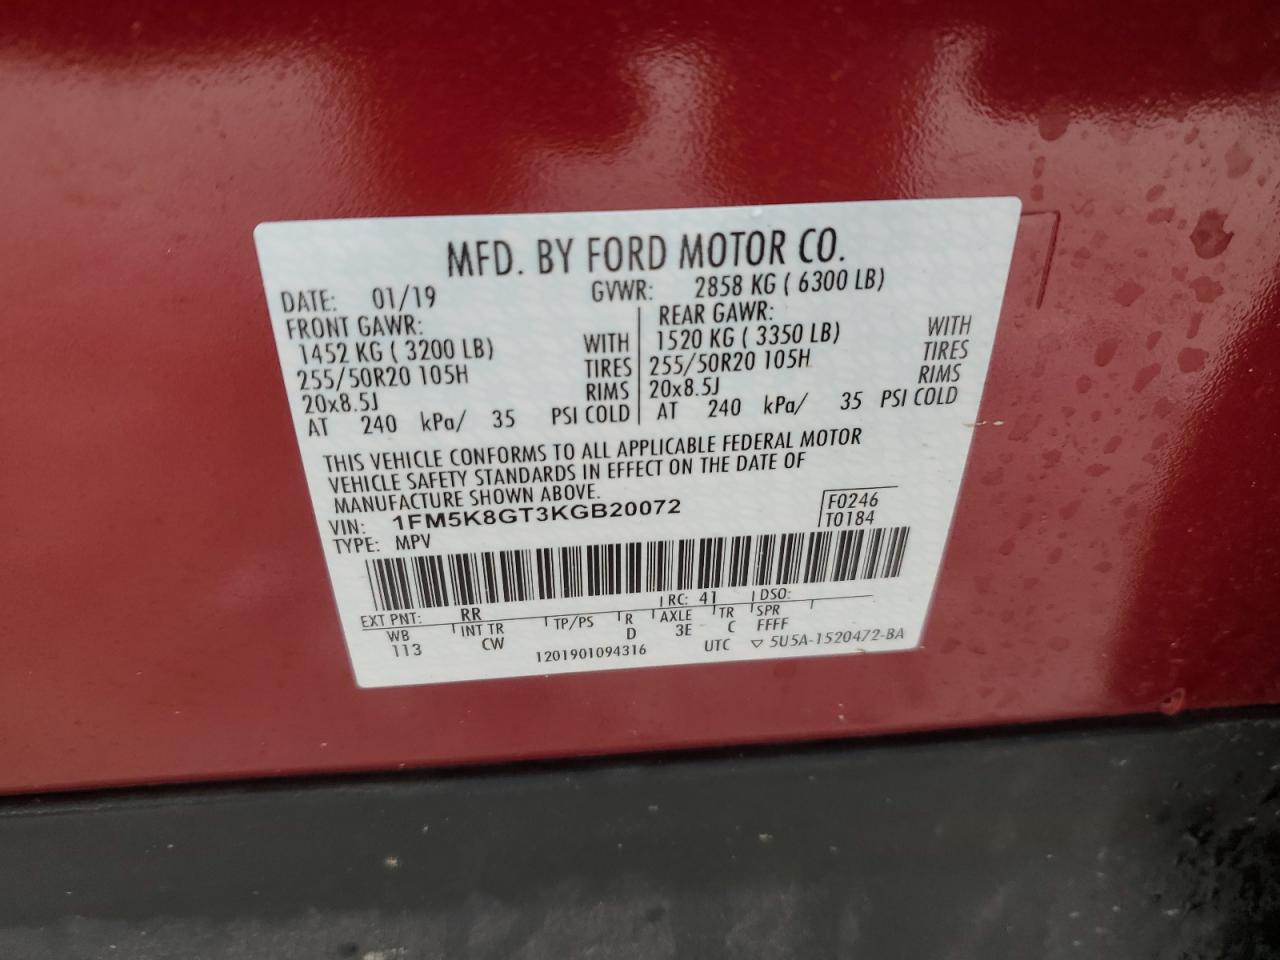 MFD. BY FORD MOTOR CO.
DATE: 01/19 GVWR: 2858 KG ( 6300 LB)
FRONT GAWR: REAR GAWR:
1452 KG ( 3200 LB) WITH 1520 KG ( 3350 LB) WITH
255/50R20 105H TIRES 255/50R20 105H TIRES
20x8.5J RIMS 20x8.5J RIMS
AT 240 kPa/ 35 PSI COLD AT 240 kPa/ 35 PSI COLD
THIS VEHICLE CONFORMS TO ALL APPLICABLE FEDERAL MOTOR
VEHICLE SAFETY STANDARDS IN EFFECT ON THE DATE OF
MANUFACTURE SHOWN ABOVE.
VIN: 1FM5K8GT3KGB20072 F0246
TYPE: MPV T0184
EXT PNT: RR RC: 41 DSO:
WB INT TR TP/PS R AXLE TR SPR
113 CW D 3E C FFFF
1201901094316 UTC ▽ 5U5A-1520472-BA